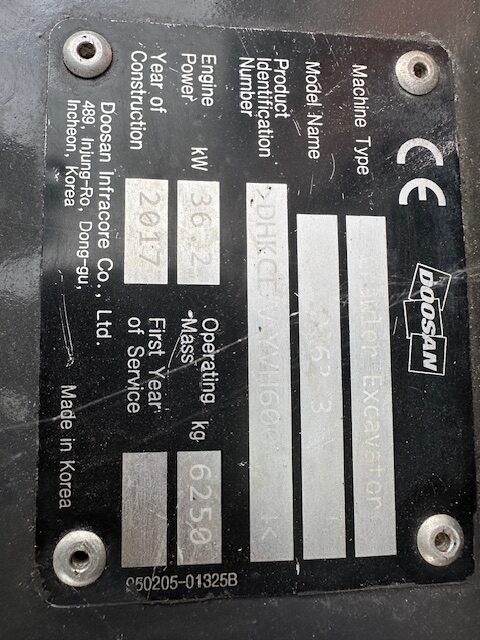 CE
DOOSAN
Machine Type
Excavator
Model Name
Product
Identification
Number
Engine
Power
kW
36.2
Operating
Mass
kg
6250
Year of
Construction
2017
First Year
of Service
Doosan Infracore Co., Ltd.
489, Injung-Ro, Dong-gu,
Incheon, Korea
Made in Korea
950205-01325B